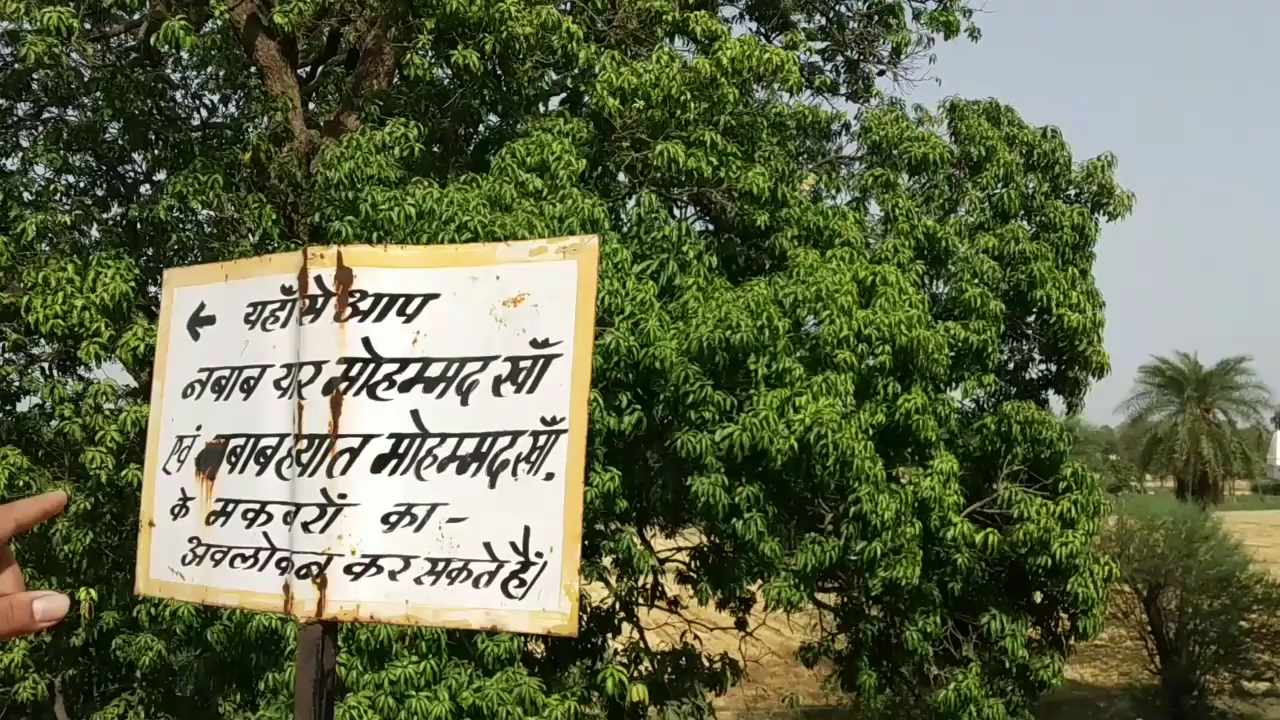 ← यहाँ से आप
नबाब यार मोहम्मद खाँ
एवं नबाब हयात मोहम्मद खाँ.
के मकबरों का -
अवलोकन कर सकते हैं।